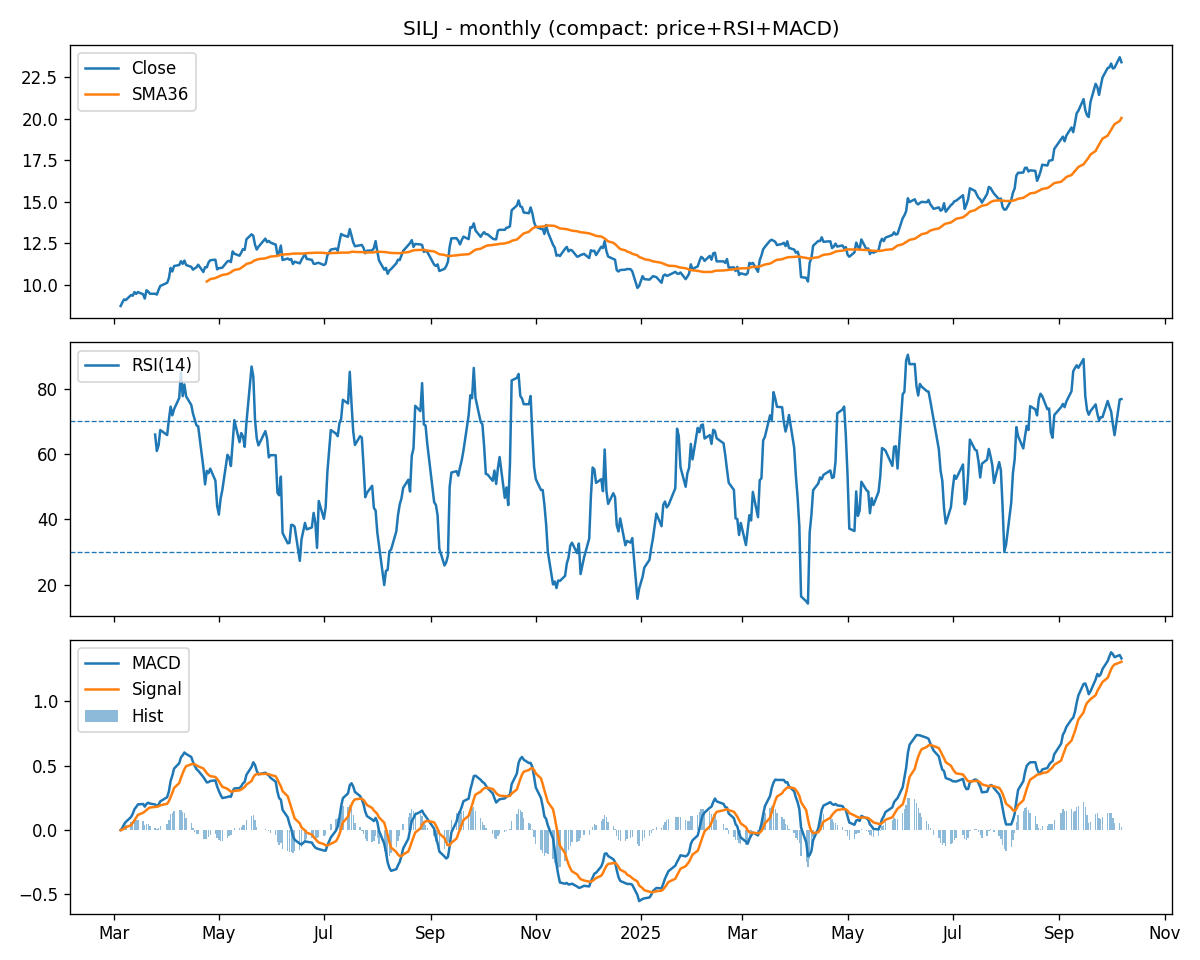 SILJ - monthly (compact: price+RSI+MACD)
Close
SMA36
22.5
20.0
17.5
15.0
12.5
10.0
RSI(14)
80
60
40
20
MACD
Signal
Hist
1.0
0.5
0.0
−0.5
Mar May Jul Sep Nov 2025 Mar May Jul Sep Nov